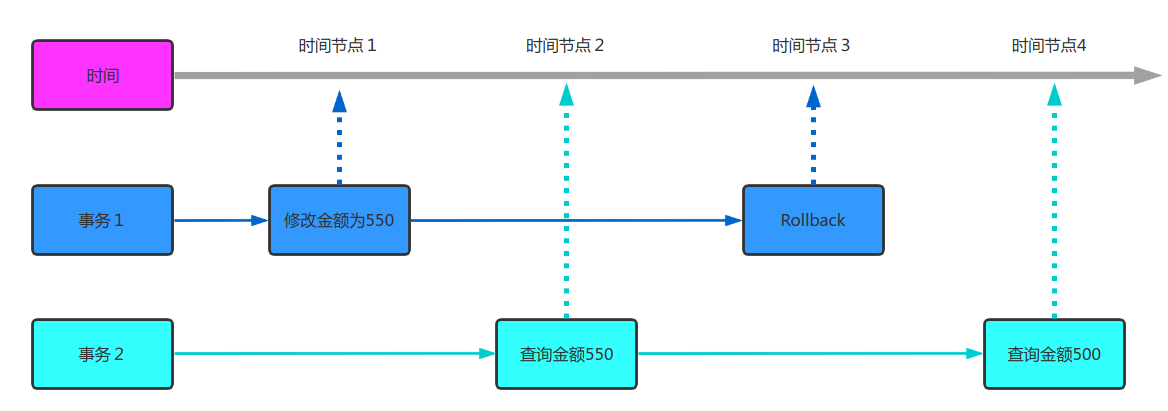 时间节点 1
时间节点 2
时间节点 3
时间节点4
时间
事务 1
修改金额为550
Rollback
事务 2
查询金额550
查询金额500